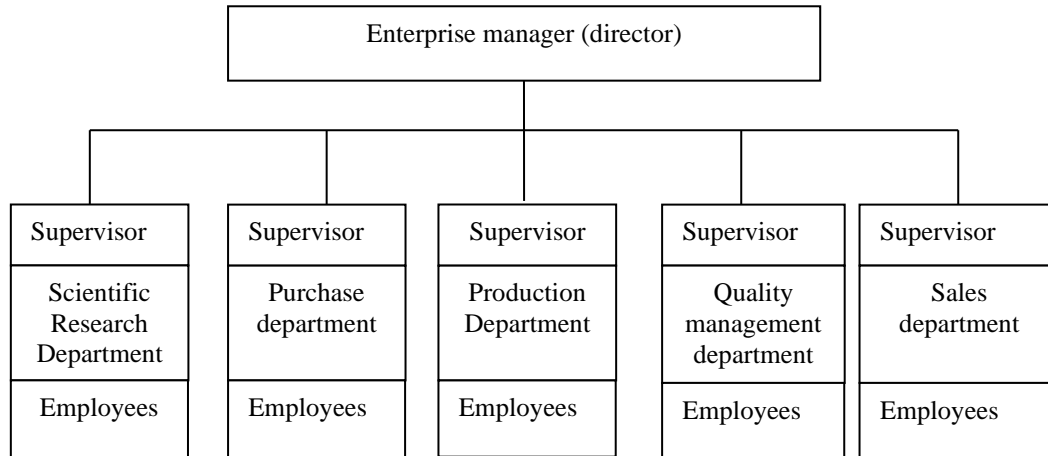 Enterprise manager (director)
Supervisor
Scientific
Research
Department
Employees
Supervisor
Purchase
department
Employees
Supervisor
Production
Department
Employees
Supervisor
Quality
management
department
Employees
Supervisor
Sales
department
Employees